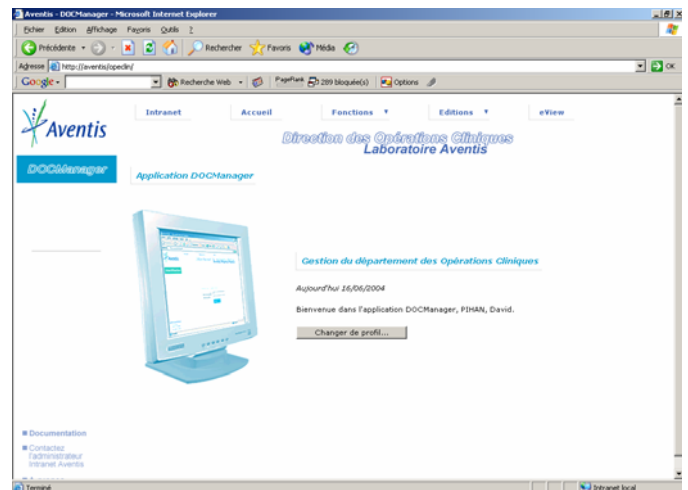 Aventis - DOCManager - Microsoft Internet Explorer
Fichier Edition Affichage Favoris Outils ?
Précédente Rechercher Favoris Média
Adresse http://aventis/opeclin/ OK
Google Recherche Web PageRank 289 bloquée(s) Options
Intranet Accueil Fonctions Editions eView
Aventis
Direction des Opérations Cliniques
Laboratoire Aventis
DOCManager
Application DOCManager
Gestion du département des Opérations Cliniques
Aujourd'hui 16/06/2004
Bienvenue dans l'application DOCManager, PIHAN, David.
Changer de profil...
Documentation
Contactez
l'administrateur
Intranet Aventis
Terminé Intranet local